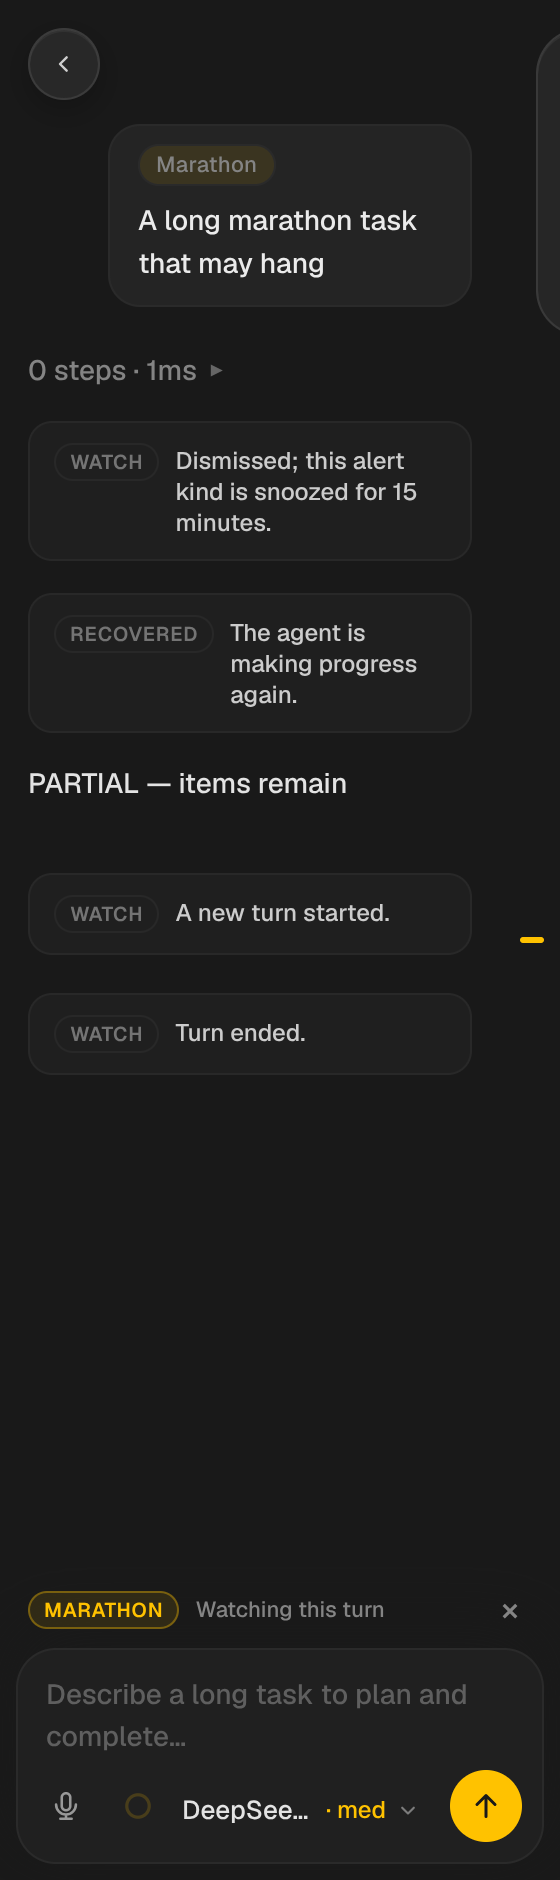 Marathon
A long marathon task
that may hang
0 steps · 1ms ▸
WATCH
Dismissed; this alert
kind is snoozed for 15
minutes.
RECOVERED
The agent is
making progress
again.
PARTIAL — items remain
WATCH
A new turn started.
WATCH
Turn ended.
MARATHON
Watching this turn
Describe a long task to plan and
complete...
DeepSee... · med